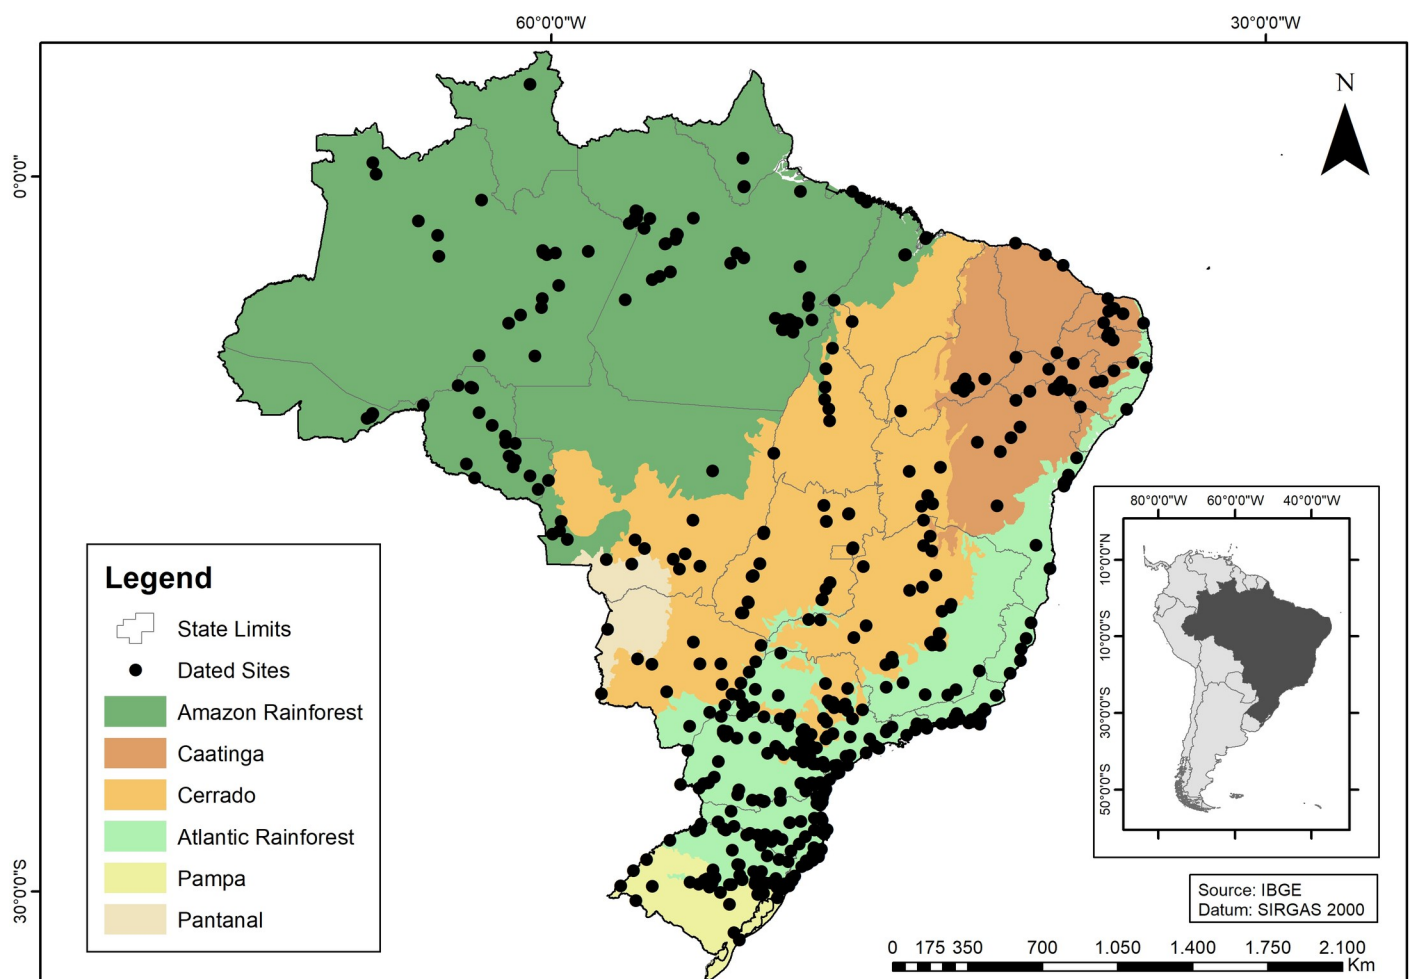 60°0'0"W
30°0'0"W
N
0°0'0"
30°0'0"S
Legend
State Limits
Dated Sites
Amazon Rainforest
Caatinga
Cerrado
Atlantic Rainforest
Pampa
Pantanal
80°0'0"W 60°0'0"W 40°0'0"W
10°0'0"N
10°0'0"S
30°0'0"S
50°0'0"S
Source: IBGE
Datum: SIRGAS 2000
0 175 350 700 1.050 1.400 1.750 2.100
Km